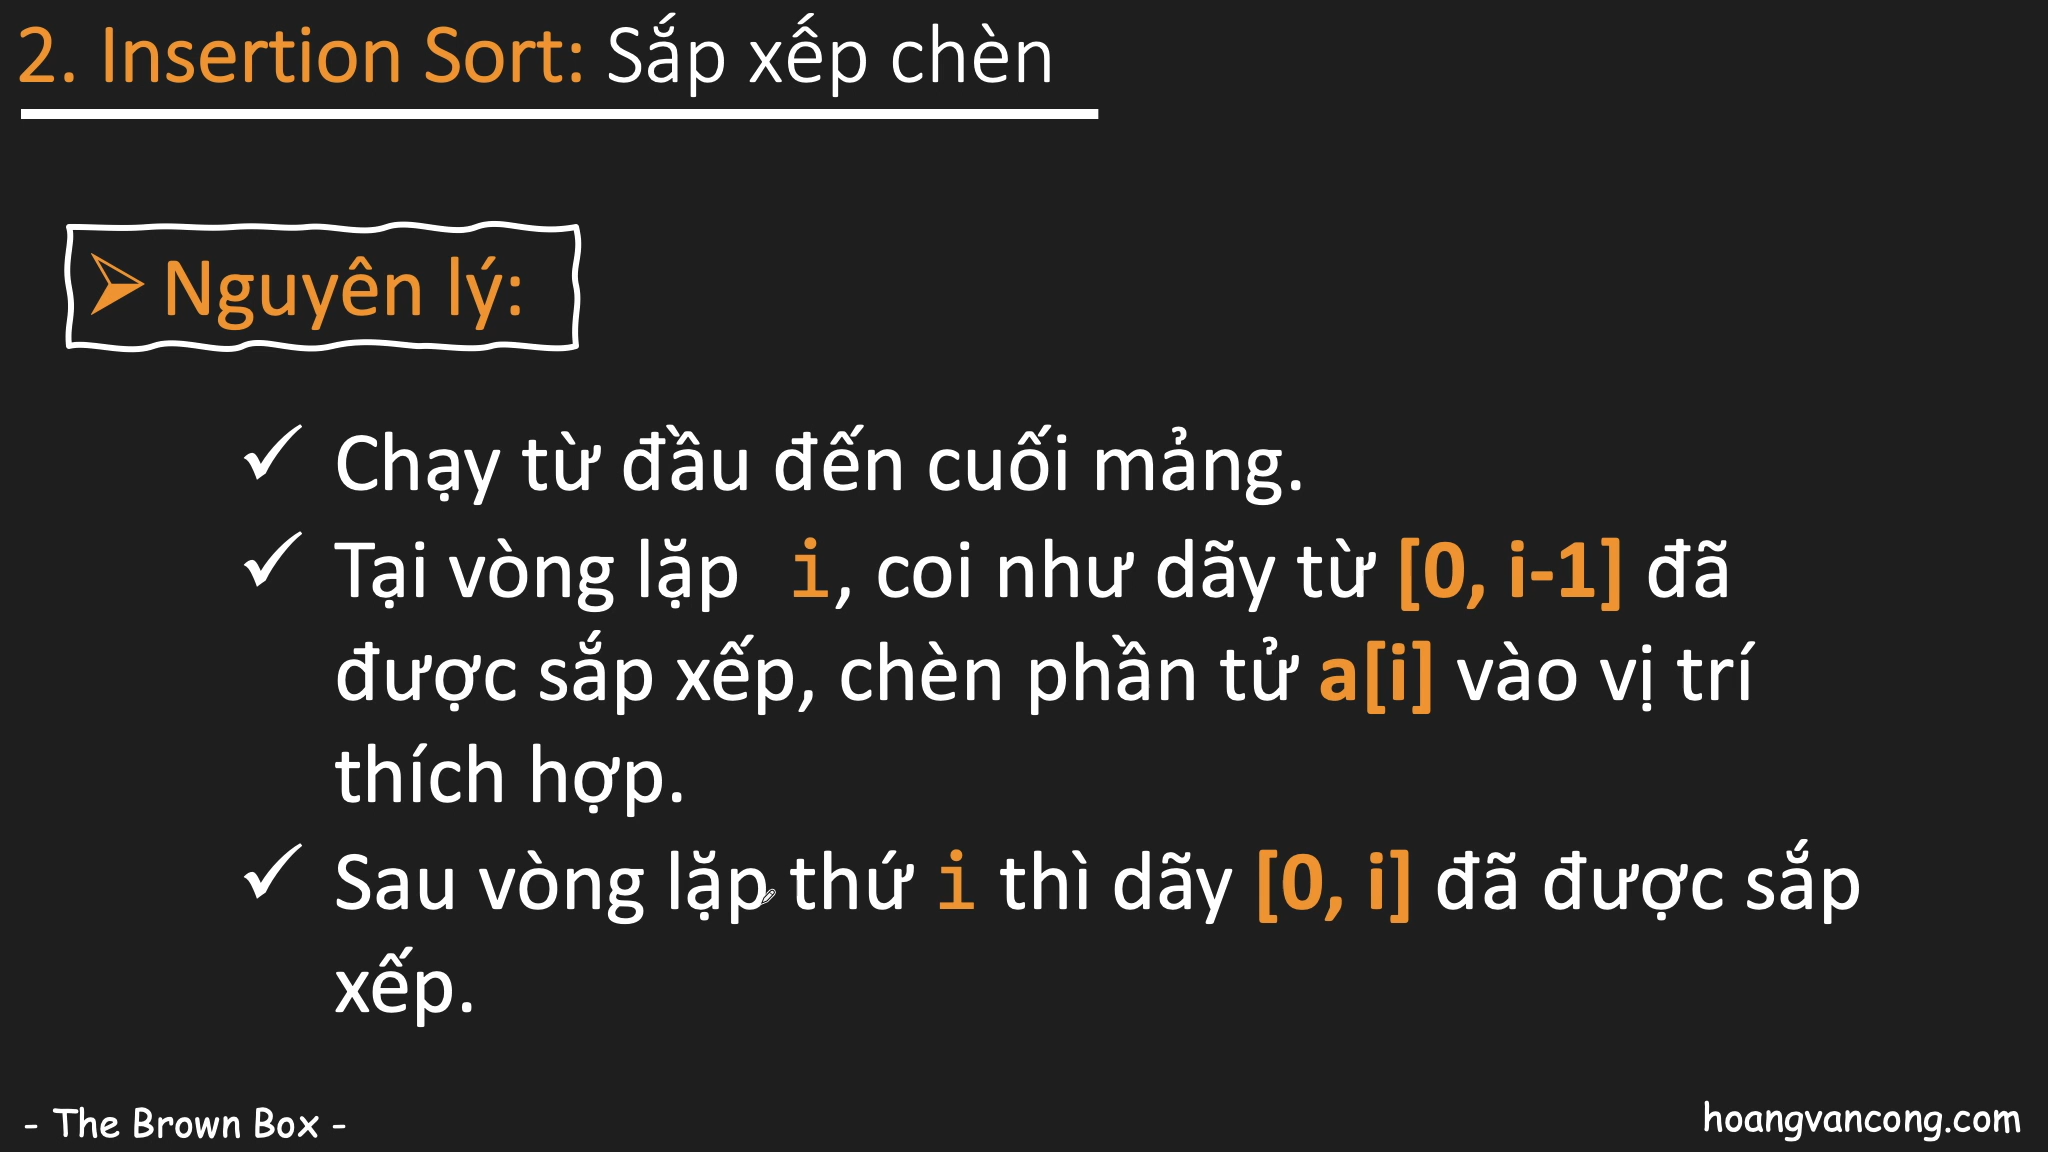 2. Insertion Sort: Sắp xếp chèn
Nguyên lý:
Chạy từ đầu đến cuối mảng.
Tại vòng lặp i, coi như dãy từ [0, i-1] đã
được sắp xếp, chèn phần tử a[i] vào vị trí
thích hợp.
Sau vòng lặp thứ i thì dãy [0, i] đã được sắp
xếp.
- The Brown Box -
hoangvancong.com